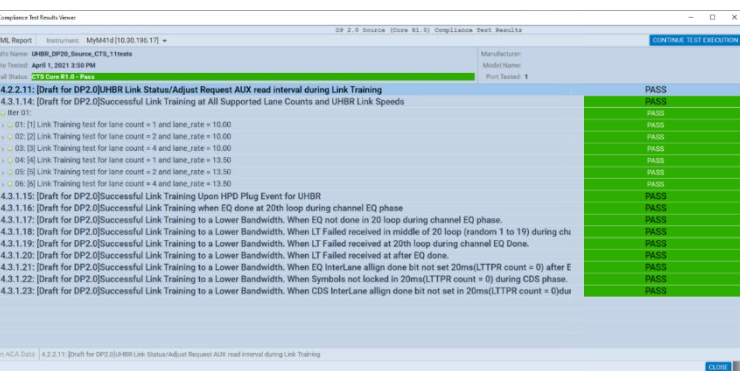 Compliance Test Results Viewer
DP 2.0 Source (Core R1.0) Compliance Test Results
ML Report Instrument: MyM41d [10.30.196.17] CONTINUE TEST EXECUTION
Name: UHBR_DP20_Source_CTS_11tests Manufacturer:
Tested: April 1, 2021 3:50 PM Model Name:
Status: CTS Core R1.0 - Pass Port Tested: 1
4.2.2.11: [Draft for DP2.0]UHBR Link Status/Adjust Request AUX read interval during Link Training PASS
4.3.1.14: [Draft for DP2.0]Successful Link Training at All Supported Lane Counts and UHBR Link Speeds PASS
Iter 01: PASS
01: [1] Link Training test for lane count = 1 and lane_rate = 10.00 PASS
02: [2] Link Training test for lane count = 2 and lane_rate = 10.00 PASS
03: [3] Link Training test for lane count = 4 and lane_rate = 10.00 PASS
04: [4] Link Training test for lane count = 1 and lane_rate = 13.50 PASS
05: [5] Link Training test for lane count = 2 and lane_rate = 13.50 PASS
06: [6] Link Training test for lane count = 4 and lane_rate = 13.50 PASS
4.3.1.15: [Draft for DP2.0]Successful Link Training Upon HPD Plug Event for UHBR PASS
4.3.1.16: [Draft for DP2.0]Successful Link Training when EQ done at 20th loop during channel EQ phase PASS
4.3.1.17: [Draft for DP2.0]Successful Link Training to a Lower Bandwidth. When EQ not done in 20 loop during channel EQ phase. PASS
4.3.1.18: [Draft for DP2.0]Successful Link Training to a Lower Bandwidth. When LT Failed received in middle of 20 loop (random 1 to 19) during chu PASS
4.3.1.19: [Draft for DP2.0]Successful Link Training to a Lower Bandwidth. When LT Failed received at 20th loop during channel EQ Done. PASS
4.3.1.20: [Draft for DP2.0]Successful Link Training to a Lower Bandwidth. When LT Failed received at after EQ done. PASS
4.3.1.21: [Draft for DP2.0]Successful Link Training to a Lower Bandwidth. When EQ InterLane allign done bit not set 20ms(LTTPR count = 0) after E PASS
4.3.1.22: [Draft for DP2.0]Successful Link Training to a Lower Bandwidth. When Symbols not locked in 20ms(LTTPR count = 0) during CDS phase. PASS
4.3.1.23: [Draft for DP2.0]Successful Link Training to a Lower Bandwidth. When CDS InterLane allign done bit not set in 20ms(LTTPR count = 0)dur PASS
ACA Data 4.2.2.11: [Draft for DP2.0]UHBR Link Status/Adjust Request AUX read interval during Link Training
CLOSE